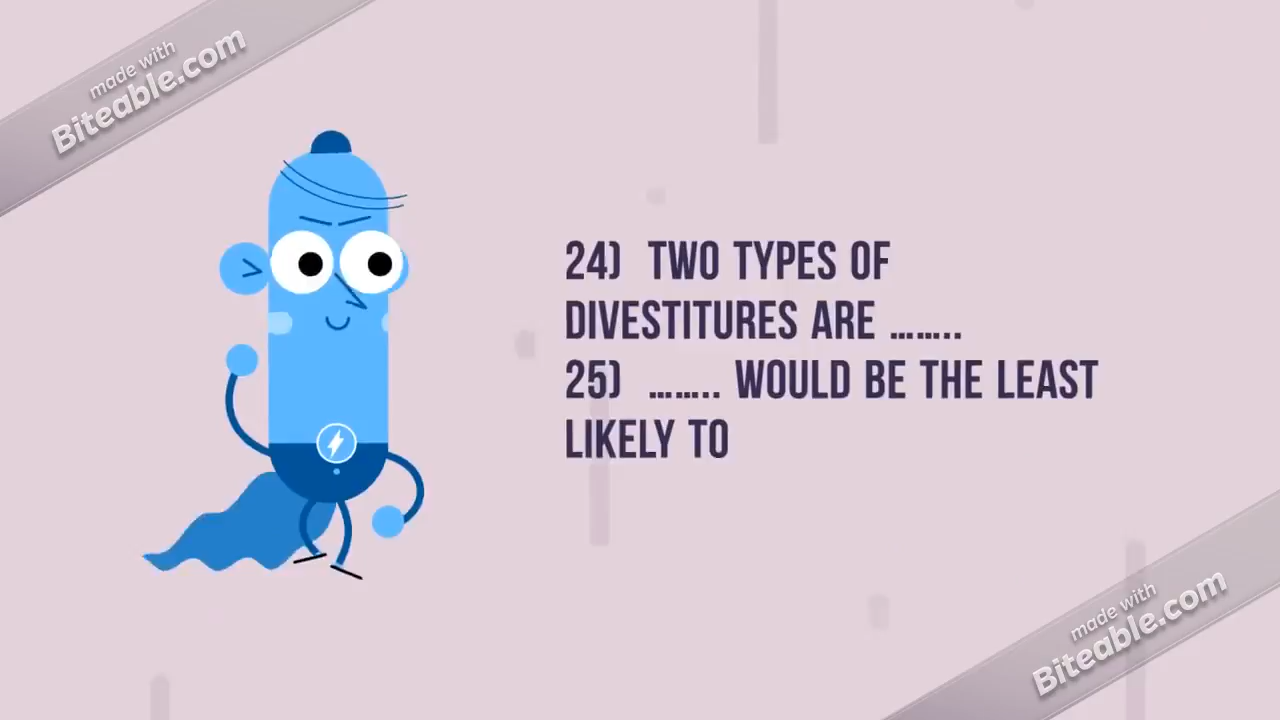 made with
Biteable.com
24) TWO TYPES OF
DIVESTITURES ARE ........
25) ........ WOULD BE THE LEAST
LIKELY TO
made with
Biteable.com